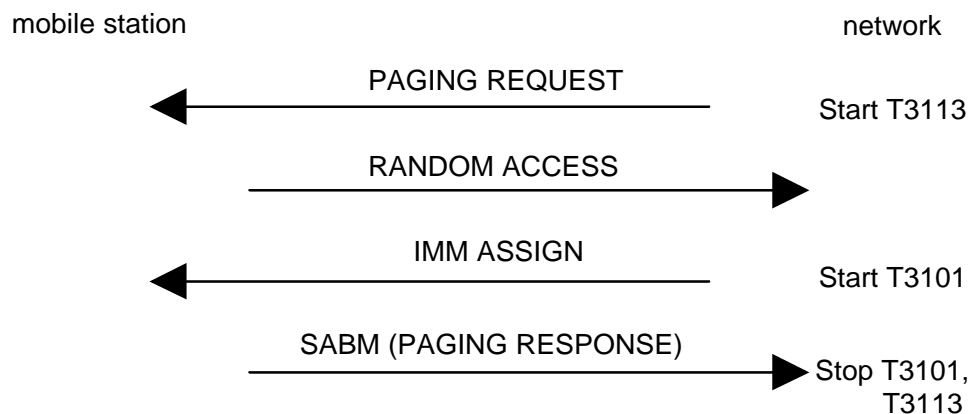 mobile station
network
PAGING REQUEST
Start T3113
RANDOM ACCESS
IMM ASSIGN
Start T3101
SABM (PAGING RESPONSE)
Stop T3101,
T3113